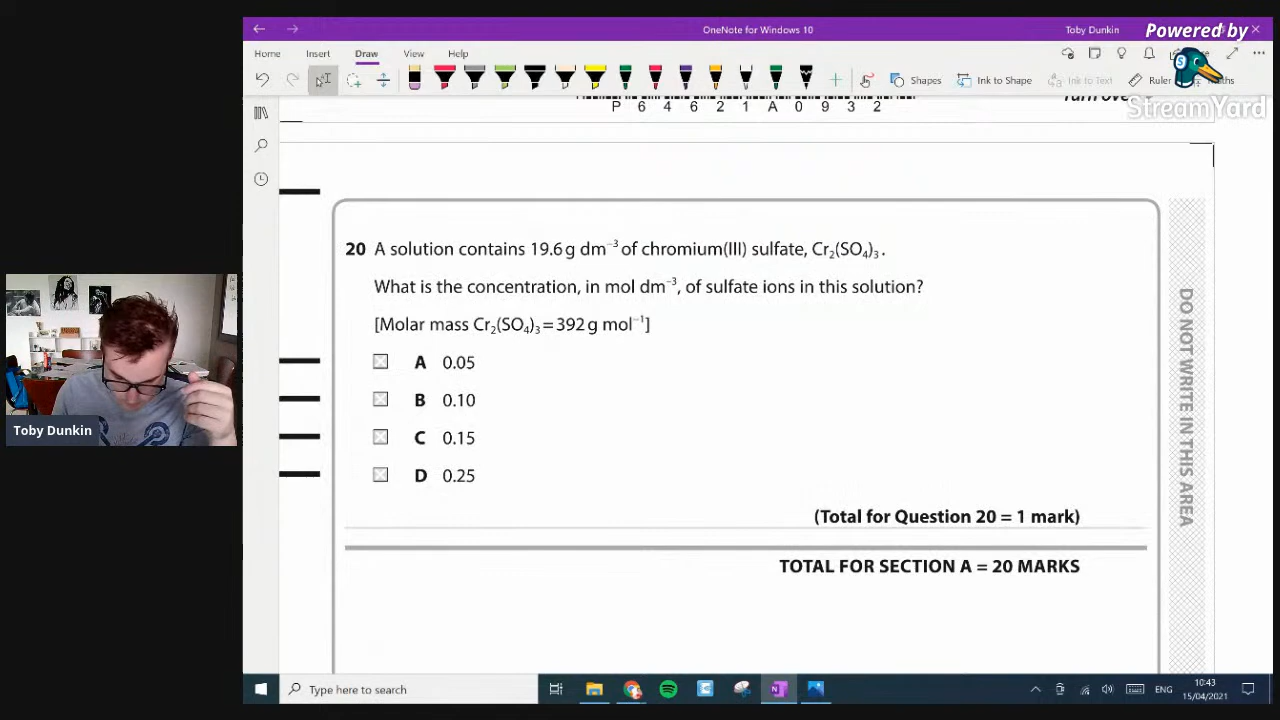 OneNote for Windows 10
Toby Dunkin
Powered by
Home Insert Draw View Help
Shapes Ink to Shape Ink to Text Ruler
StreamYard
P 6 4 6 2 1 A 0 9 3 2
Turn over
20 A solution contains 19.6 g dm⁻³ of chromium(III) sulfate, Cr₂(SO₄)₃.
What is the concentration, in mol dm⁻³, of sulfate ions in this solution?
[Molar mass Cr₂(SO₄)₃ = 392 g mol⁻¹]
A 0.05
B 0.10
C 0.15
D 0.25
(Total for Question 20 = 1 mark)
TOTAL FOR SECTION A = 20 MARKS
DO NOT WRITE IN THIS AREA
Toby Dunkin
Type here to search
ENG
10:43
15/04/2021